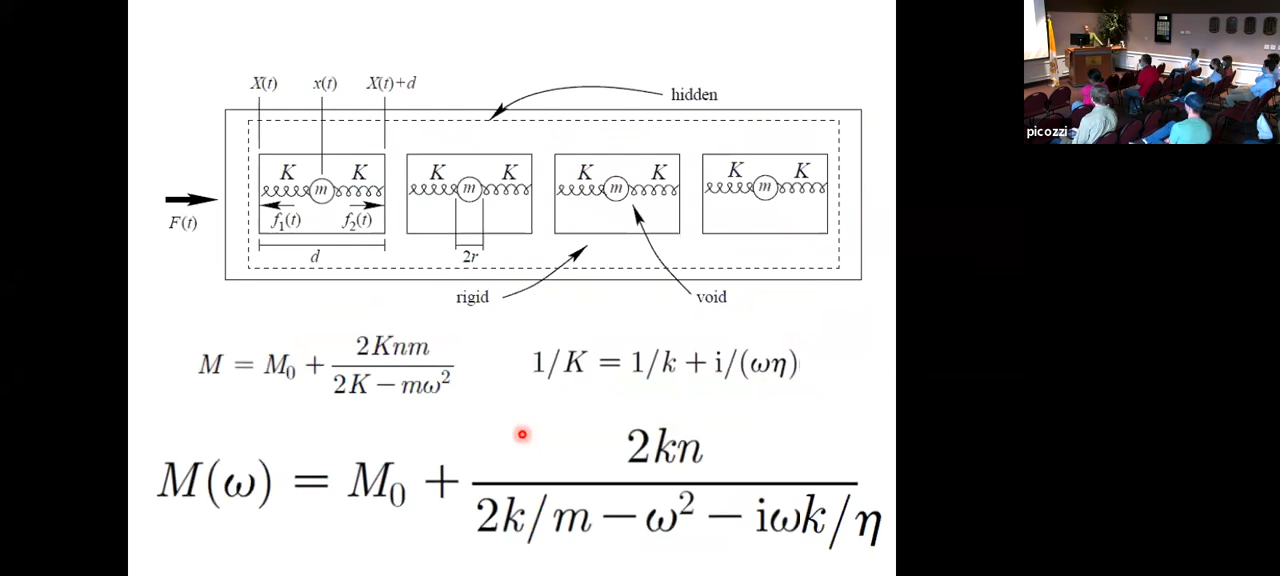 X(t) x(t) X(t)+d
hidden
K K K K K K K K
m m m m
F(t) f₁(t) f₂(t)
d 2r
rigid void
M = M₀ + 2Knm / (2K − mω²) 1/K = 1/k + i/(ωη)
M(ω) = M₀ + 2kn / (2k/m − ω² − iωk/η)
picozzi